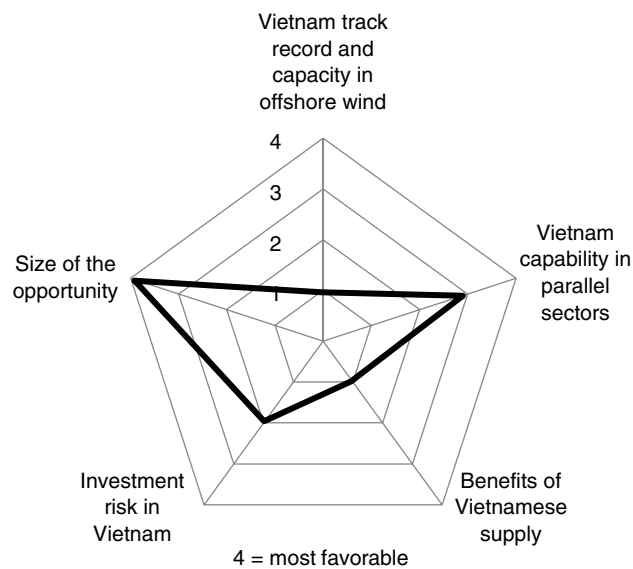 Vietnam track
record and
capacity in
offshore wind
4
3
2
1
Vietnam
capability in
parallel
sectors
Size of the
opportunity
Investment
risk in
Vietnam
Benefits of
Vietnamese
supply
4 = most favorable